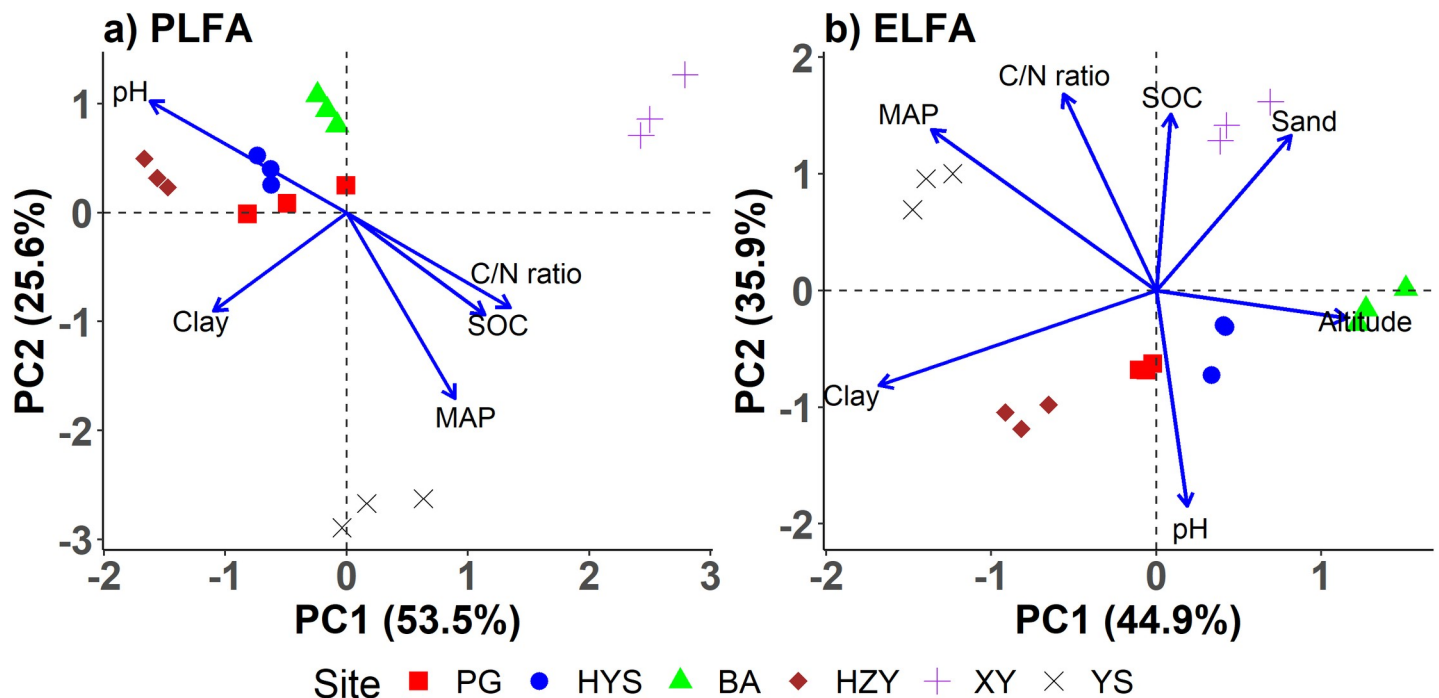 a) PLFA
pH
Clay
C/N ratio
SOC
MAP
PC2 (25.6%)
1
0
-1
-2
-3
-2
-1
0
1
2
3
PC1 (53.5%)
b) ELFA
MAP
C/N ratio
SOC
Sand
Altitude
Clay
pH
PC2 (35.9%)
2
1
0
-1
-2
-2
-1
0
1
PC1 (44.9%)
Site PG HYS BA HZY XY YS